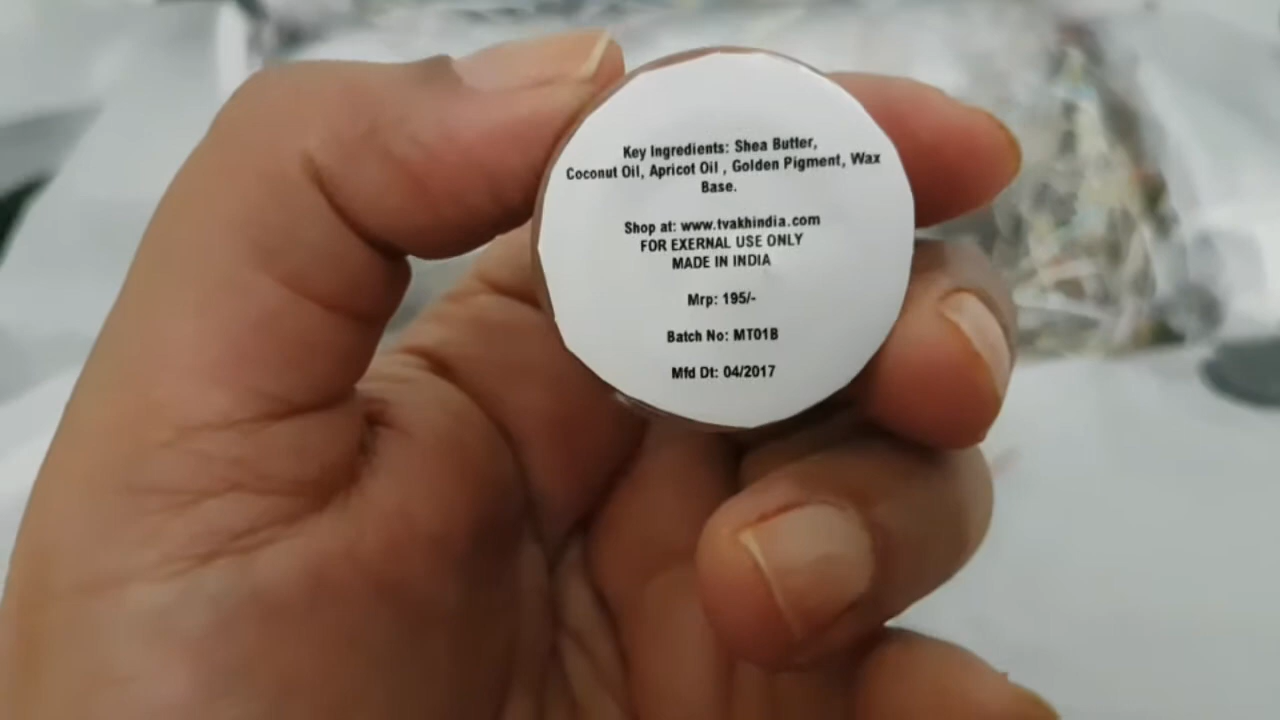 Key Ingredients: Shea Butter,
Coconut Oil, Apricot Oil , Golden Pigment, Wax
Base.
Shop at: www.tvakhindia.com
FOR EXERNAL USE ONLY
MADE IN INDIA
Mrp: 195/-
Batch No: MT01B
Mfd Dt: 04/2017